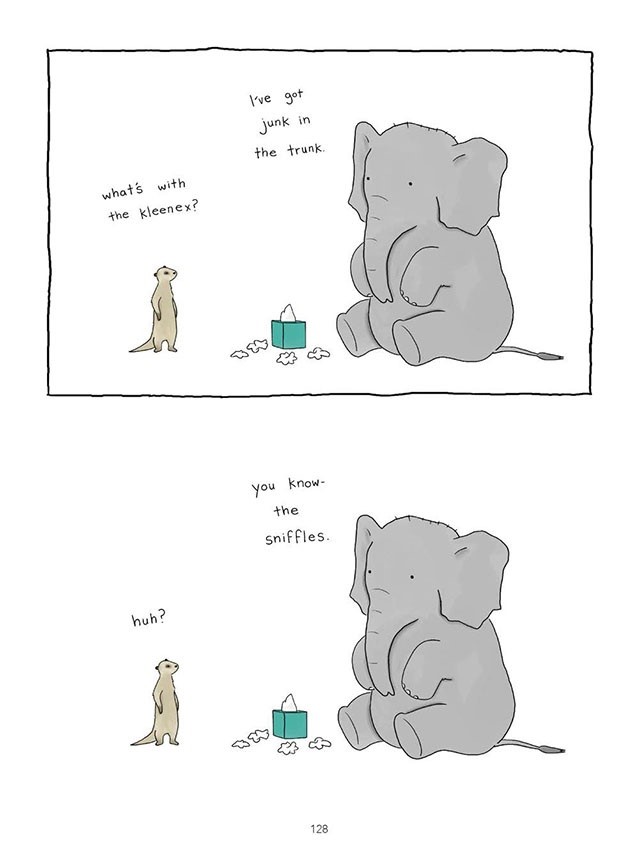 what's with
the kleenex?
I've got
junk in
the trunk.
huh?
you know-
the
sniffles.
128